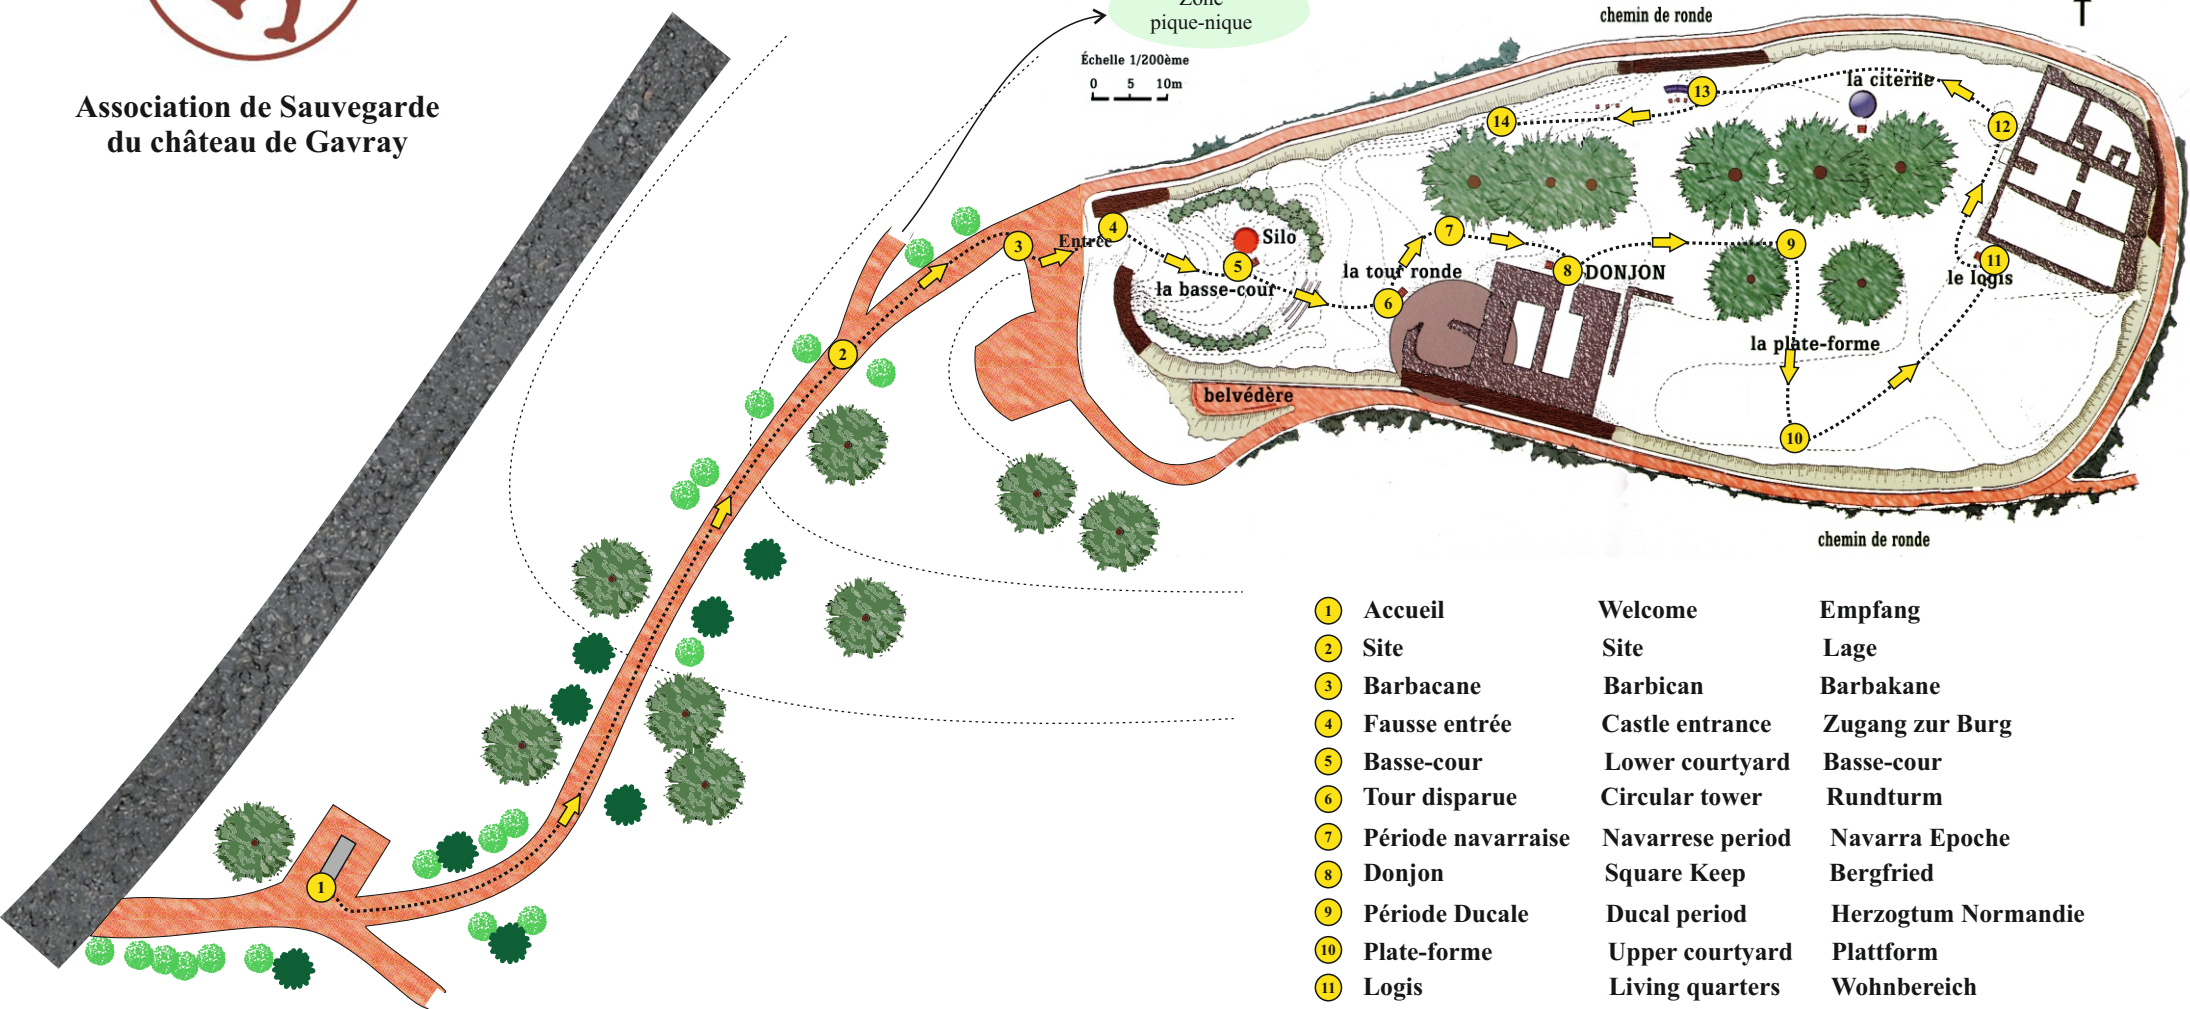 Zone
pique-nique
Association de Sauvegarde
du château de Gavray
Échelle 1/200ème
0 5 10m
chemin de ronde
T
la citerne
13
14
12
4
Silo
7
3
Entrée
9
5
la basse-cour
la tour ronde
8
DONJON
11
le logis
6
2
la plate-forme
belvédère
10
chemin de ronde
1
1 Accueil Welcome Empfang
2 Site Site Lage
3 Barbacane Barbican Barbakane
4 Fausse entrée Castle entrance Zugang zur Burg
5 Basse-cour Lower courtyard Basse-cour
6 Tour disparue Circular tower Rundturm
7 Période navarraise Navarrese period Navarra Epoche
8 Donjon Square Keep Bergfried
9 Période Ducale Ducal period Herzogtum Normandie
10 Plate-forme Upper courtyard Plattform
11 Logis Living quarters Wohnbereich